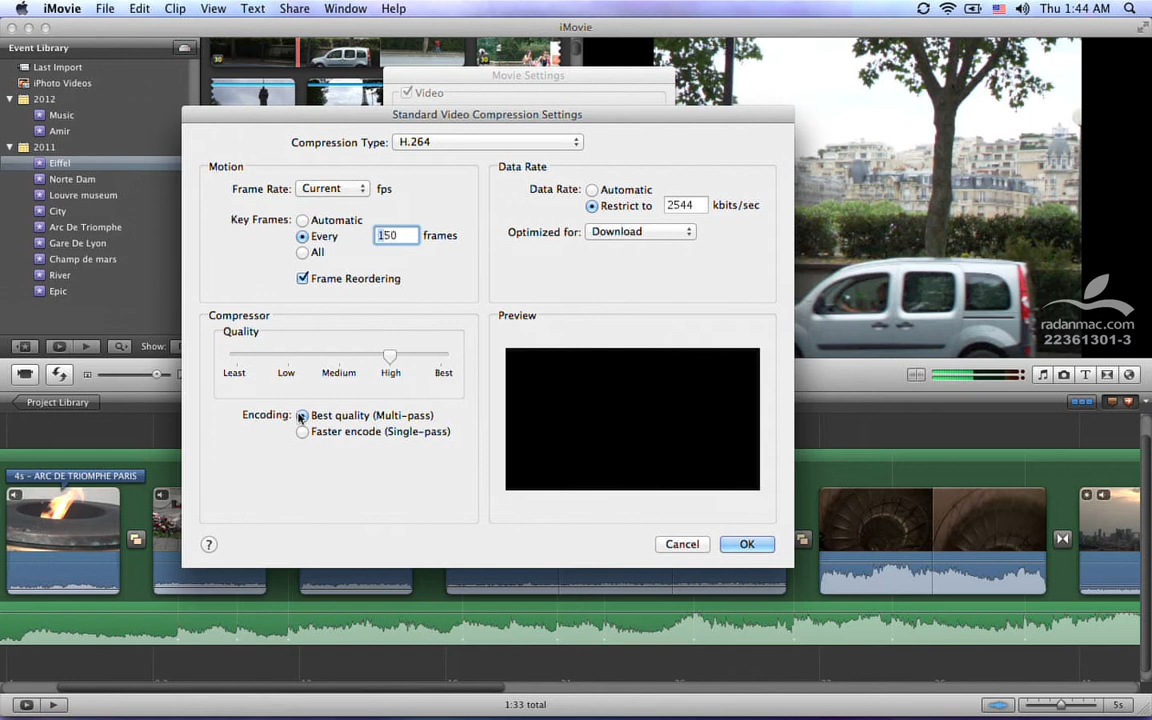 iMovie File Edit Clip View Text Share Window Help Thu 1:44 AM
iMovie
Event Library
Last Import
iPhoto Videos
2012
Music
Amir
2011
Eiffel
Norte Dam
Louvre museum
City
Arc De Triomphe
Gare De Lyon
Champ de mars
River
Epic
Show:
30
30
Movie Settings
Video
Standard Video Compression Settings
Compression Type: H.264
Motion
Frame Rate: Current fps
Key Frames: Automatic
Every 150 frames
All
Frame Reordering
Data Rate
Data Rate: Automatic
Restrict to 2544 kbits/sec
Optimized for: Download
Compressor
Quality
Least Low Medium High Best
Encoding: Best quality (Multi-pass)
Faster encode (Single-pass)
Preview
? Cancel OK
radanmac.com
22361301-3
Project Library
4s – ARC DE TRIOMPHE PARIS
1:33 total
5s